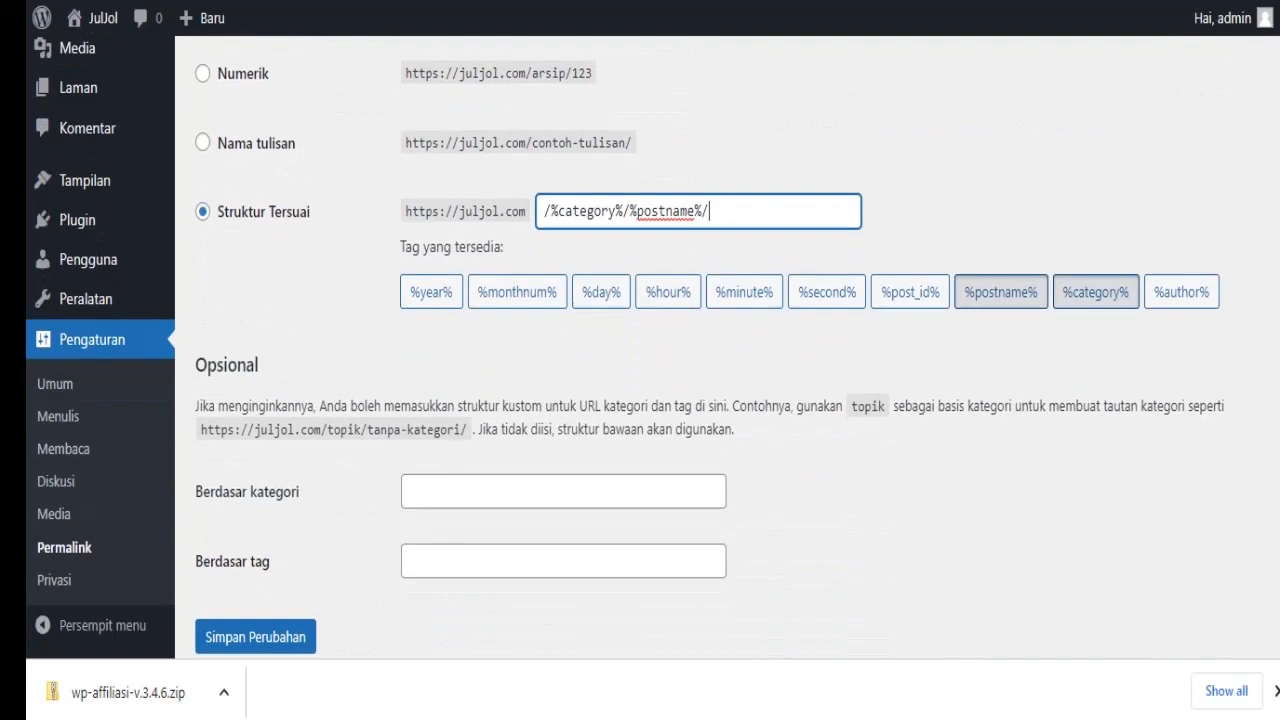 JulJol 0 Baru Hai, admin
Media
Laman
Komentar
Tampilan
Plugin
Pengguna
Peralatan
Pengaturan
Umum
Menulis
Membaca
Diskusi
Media
Permalink
Privasi
Persempit menu
Numerik https://juljol.com/arsip/123
Nama tulisan https://juljol.com/contoh-tulisan/
Struktur Tersuai https://juljol.com /%category%/%postname%/
Tag yang tersedia:
%year% %monthnum% %day% %hour% %minute% %second% %post_id% %postname% %category% %author%
Opsional
Jika menginginkannya, Anda boleh memasukkan struktur kustom untuk URL kategori dan tag di sini. Contohnya, gunakan topik sebagai basis kategori untuk membuat tautan kategori seperti
https://juljol.com/topik/tanpa-kategori/ . Jika tidak diisi, struktur bawaan akan digunakan.
Berdasar kategori
Berdasar tag
Simpan Perubahan
wp-affiliasi-v.3.4.6.zip Show all